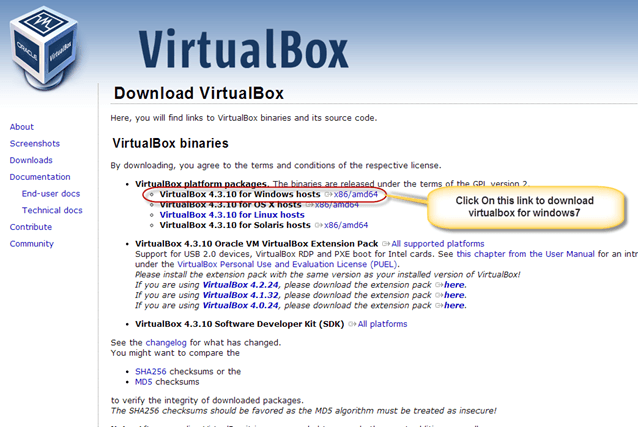 VirtualBox
ORACLE
VirtualBox
Download VirtualBox
Here, you will find links to VirtualBox binaries and its source code.
About
Screenshots
Downloads
Documentation
End-user docs
Technical docs
Contribute
Community
VirtualBox binaries
By downloading, you agree to the terms and conditions of the respective license.
• VirtualBox platform packages. The binaries are released under the terms of the GPL version 2.
• VirtualBox 4.3.10 for Windows hosts x86/amd64
• VirtualBox 4.3.10 for OS X hosts x86/amd64
• VirtualBox 4.3.10 for Linux hosts
• VirtualBox 4.3.10 for Solaris hosts x86/amd64
Click On this link to download
virtualbox for windows7
• VirtualBox 4.3.10 Oracle VM VirtualBox Extension Pack All supported platforms
Support for USB 2.0 devices, VirtualBox RDP and PXE boot for Intel cards. See this chapter from the User Manual for an intr
under the VirtualBox Personal Use and Evaluation License (PUEL).
Please install the extension pack with the same version as your installed version of VirtualBox!
If you are using VirtualBox 4.2.24, please download the extension pack here.
If you are using VirtualBox 4.1.32, please download the extension pack here.
If you are using VirtualBox 4.0.24, please download the extension pack here.
• VirtualBox 4.3.10 Software Developer Kit (SDK) All platforms
See the changelog for what has changed.
You might want to compare the
• SHA256 checksums or the
• MD5 checksums
to verify the integrity of downloaded packages.
The SHA256 checksums should be favored as the MD5 algorithm must be treated as insecure!